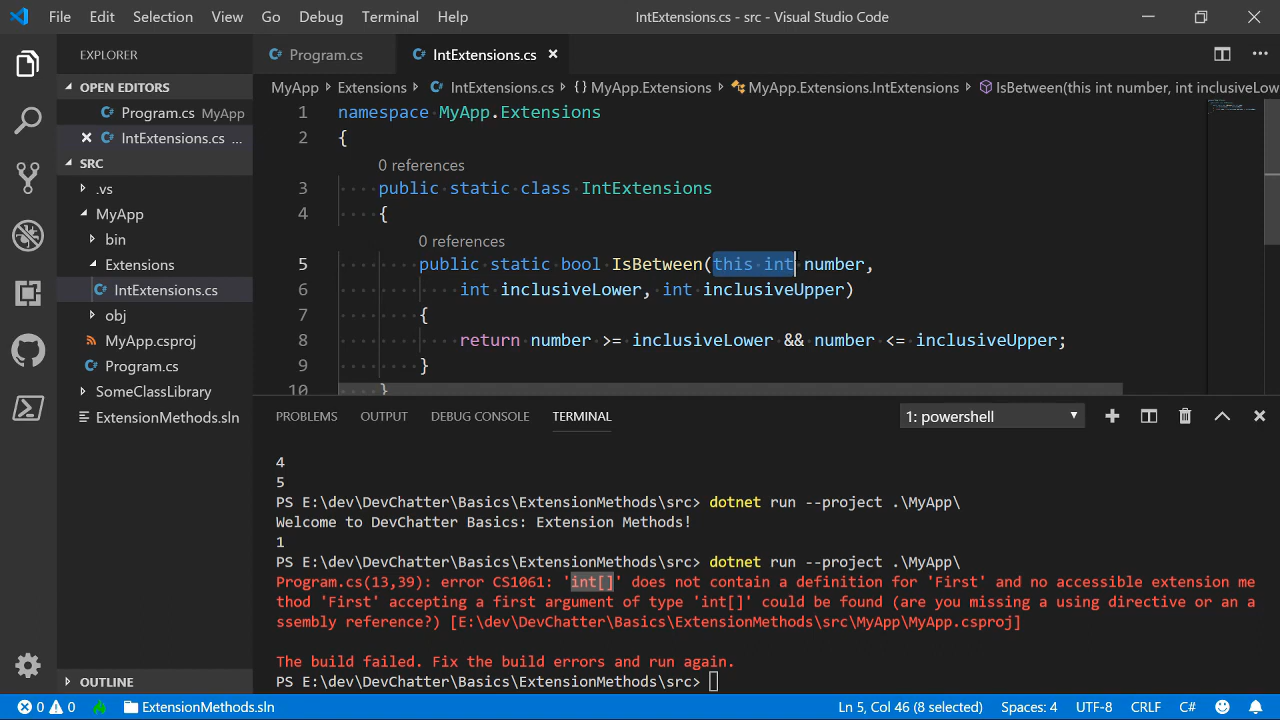 File Edit Selection View Go Debug Terminal Help IntExtensions.cs - src - Visual Studio Code
EXPLORER
OPEN EDITORS
Program.cs MyApp
IntExtensions.cs ...
SRC
.vs
MyApp
bin
Extensions
IntExtensions.cs
obj
MyApp.csproj
Program.cs
SomeClassLibrary
ExtensionMethods.sln
OUTLINE
Program.cs IntExtensions.cs
MyApp Extensions IntExtensions.cs {} MyApp.Extensions MyApp.Extensions.IntExtensions IsBetween(this int number, int inclusiveLow
1 namespace MyApp.Extensions
2 {
0 references
3 public static class IntExtensions
4 {
0 references
5 public static bool IsBetween(this int number,
6 int inclusiveLower, int inclusiveUpper)
7 {
8 return number >= inclusiveLower && number <= inclusiveUpper;
9 }
10 }
PROBLEMS OUTPUT DEBUG CONSOLE TERMINAL 1: powershell
4
5
PS E:\dev\DevChatter\Basics\ExtensionMethods\src> dotnet run --project .\MyApp\
Welcome to DevChatter Basics: Extension Methods!
1
PS E:\dev\DevChatter\Basics\ExtensionMethods\src> dotnet run --project .\MyApp\
Program.cs(13,39): error CS1061: 'int[]' does not contain a definition for 'First' and no accessible extension me
thod 'First' accepting a first argument of type 'int[]' could be found (are you missing a using directive or an a
ssembly reference?) [E:\dev\DevChatter\Basics\ExtensionMethods\src\MyApp\MyApp.csproj]
The build failed. Fix the build errors and run again.
PS E:\dev\DevChatter\Basics\ExtensionMethods\src>
0 0 ExtensionMethods.sln Ln 5, Col 46 (8 selected) Spaces: 4 UTF-8 CRLF C#